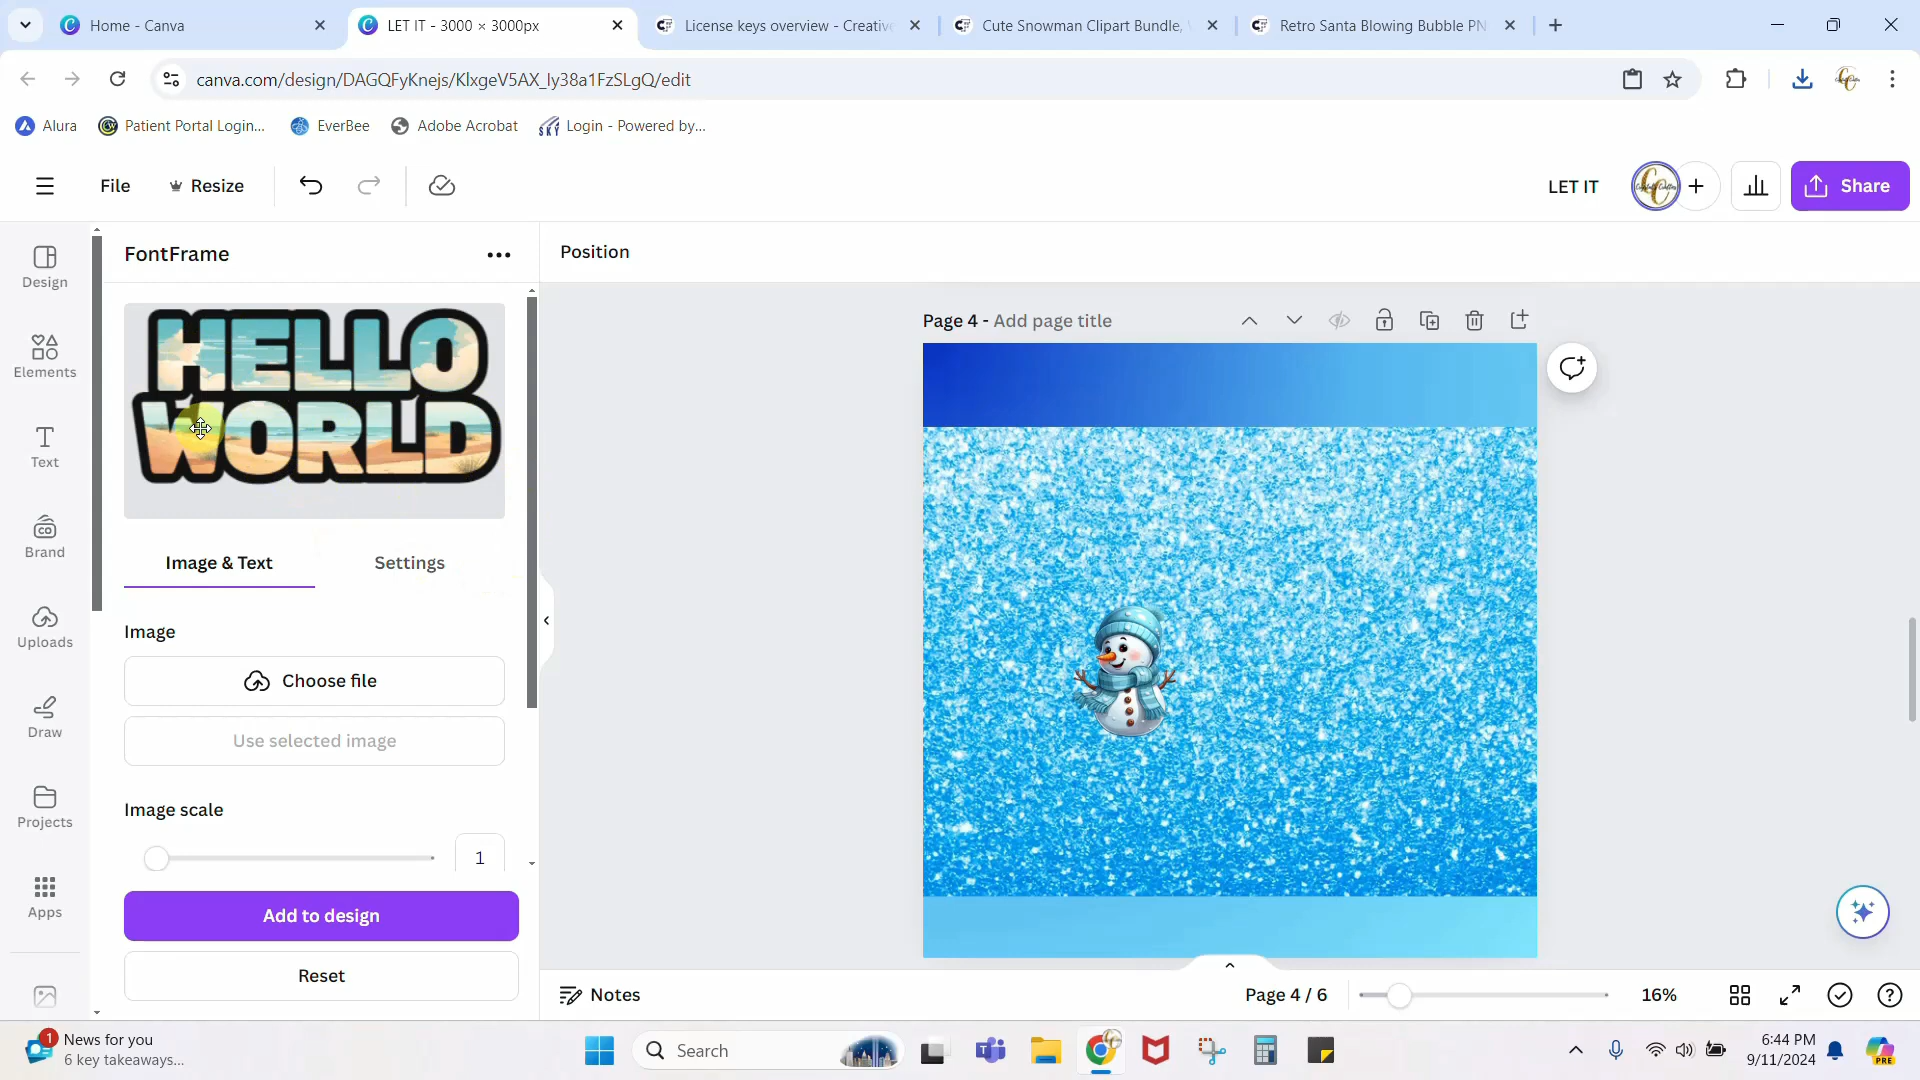 Home - Canva
LET IT - 3000 × 3000px
License keys overview - Creative
Cute Snowman Clipart Bundle,
Retro Santa Blowing Bubble PN
canva.com/design/DAGQFyKnejs/KlxgeV5AX_Iy38a1FzSLgQ/edit
Alura
Patient Portal Login...
EverBee
Adobe Acrobat
Login - Powered by...
File
Resize
LET IT
Share
Design
Elements
Text
Brand
Uploads
Draw
Projects
Apps
FontFrame
HELLO
WORLD
Image & Text
Settings
Image
Choose file
Use selected image
Image scale
1
Add to design
Reset
Position
Page 4 - Add page title
Notes
Page 4 / 6
16%
1
News for you
6 key takeaways...
Search
6:44 PM
9/11/2024
PRE